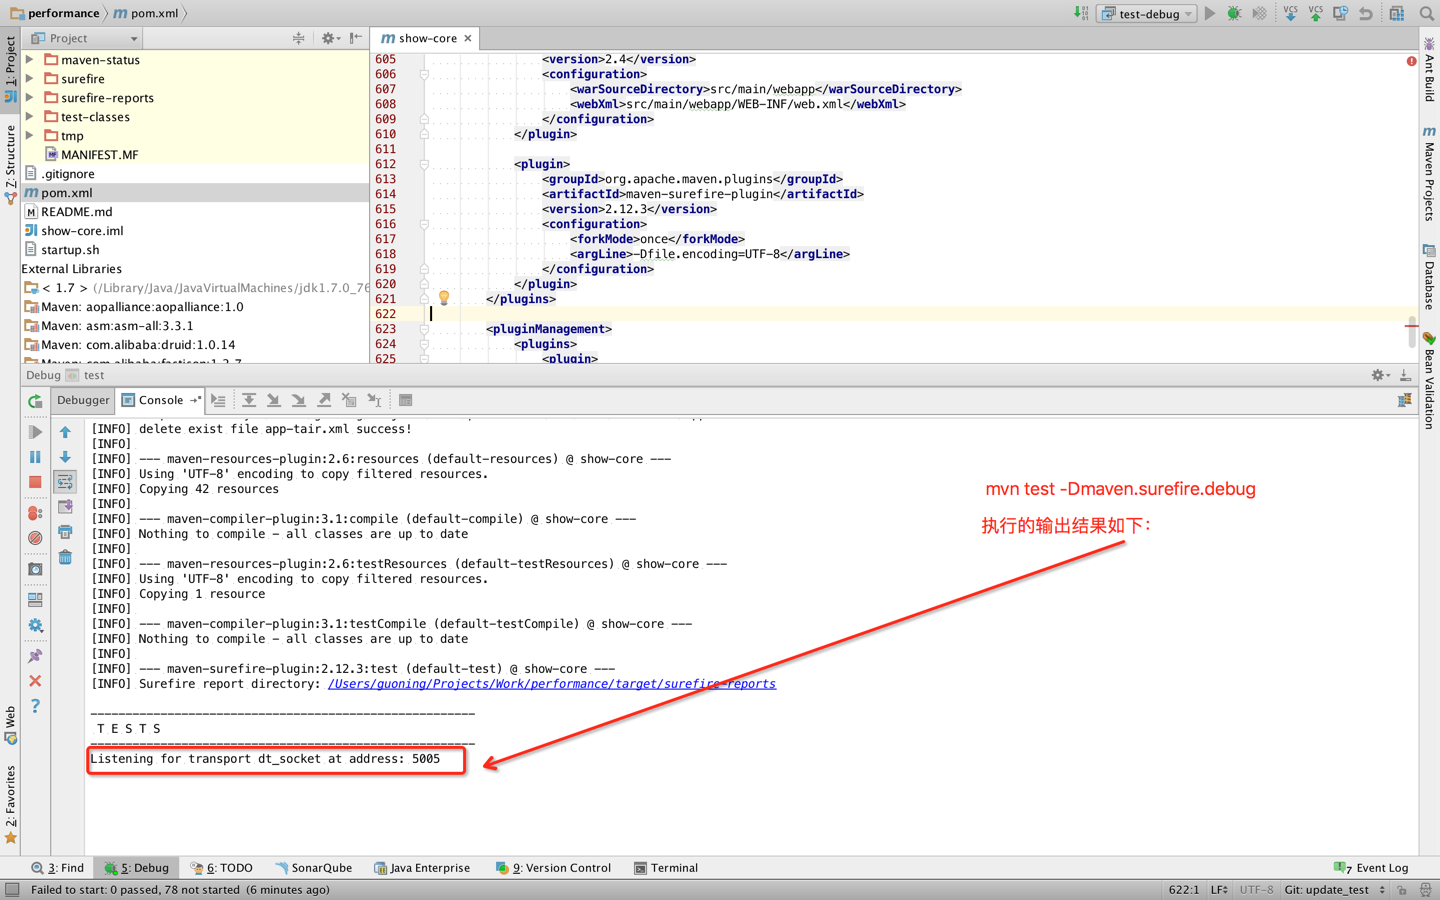 performance
pom.xml
test-debug
VCS
VCS
1: Project
Project
show-core
maven-status
surefire
surefire-reports
test-classes
tmp
MANIFEST.MF
.gitignore
pom.xml
README.md
show-core.iml
startup.sh
External Libraries
< 1.7 > (/Library/Java/JavaVirtualMachines/jdk1.7.0_76
Maven: aopalliance:aopalliance:1.0
Maven: asm:asm-all:3.3.1
Maven: com.alibaba:druid:1.0.14
605 <version>2.4</version>
606 <configuration>
607 <warSourceDirectory>src/main/webapp</warSourceDirectory>
608 <webXml>src/main/webapp/WEB-INF/web.xml</webXml>
609 </configuration>
610 </plugin>
611
612 <plugin>
613 <groupId>org.apache.maven.plugins</groupId>
614 <artifactId>maven-surefire-plugin</artifactId>
615 <version>2.12.3</version>
616 <configuration>
617 <forkMode>once</forkMode>
618 <argLine>-Dfile.encoding=UTF-8</argLine>
619 </configuration>
620 </plugin>
621 </plugins>
622
623 <pluginManagement>
624 <plugins>
625 <plugin>
Z: Structure
Ant Build
Maven Projects
Database
Bean Validation
Debug test
Debugger
Console
[INFO] delete exist file app-tair.xml success!
[INFO]
[INFO] --- maven-resources-plugin:2.6:resources (default-resources) @ show-core ---
[INFO] Using 'UTF-8' encoding to copy filtered resources.
[INFO] Copying 42 resources
[INFO]
[INFO] --- maven-compiler-plugin:3.1:compile (default-compile) @ show-core ---
[INFO] Nothing to compile - all classes are up to date
[INFO]
[INFO] --- maven-resources-plugin:2.6:testResources (default-testResources) @ show-core ---
[INFO] Using 'UTF-8' encoding to copy filtered resources.
[INFO] Copying 1 resource
[INFO]
[INFO] --- maven-compiler-plugin:3.1:testCompile (default-testCompile) @ show-core ---
[INFO] Nothing to compile - all classes are up to date
[INFO]
[INFO] --- maven-surefire-plugin:2.12.3:test (default-test) @ show-core ---
[INFO] Surefire report directory: /Users/guoning/Projects/Work/performance/target/surefire-reports
-------------------------------------------------------
T E S T S
-------------------------------------------------------
Listening for transport dt_socket at address: 5005
mvn test -Dmaven.surefire.debug
执行的输出结果如下：
Web
2: Favorites
3: Find
5: Debug
6: TODO
SonarQube
Java Enterprise
9: Version Control
Terminal
7 Event Log
Failed to start: 0 passed, 78 not started (6 minutes ago)
622:1
LF
UTF-8
Git: update_test